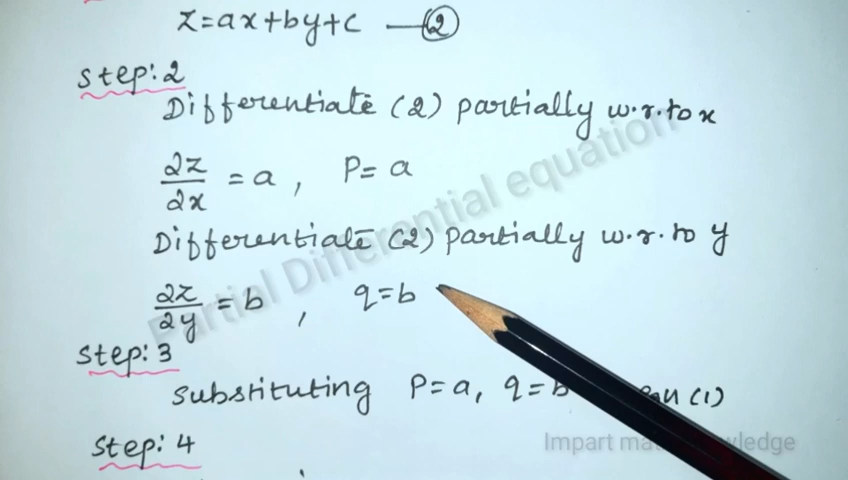 z=ax+by+c —(2)
Step:2
Differentiate (2) partially w.r.to x
∂z/∂x = a , P= a
Differentiate (2) partially w.r.to y
∂z/∂y = b , q=b
Step:3
Substituting P=a, q=b (1)
Step: 4
Partial Differential equation
Impart